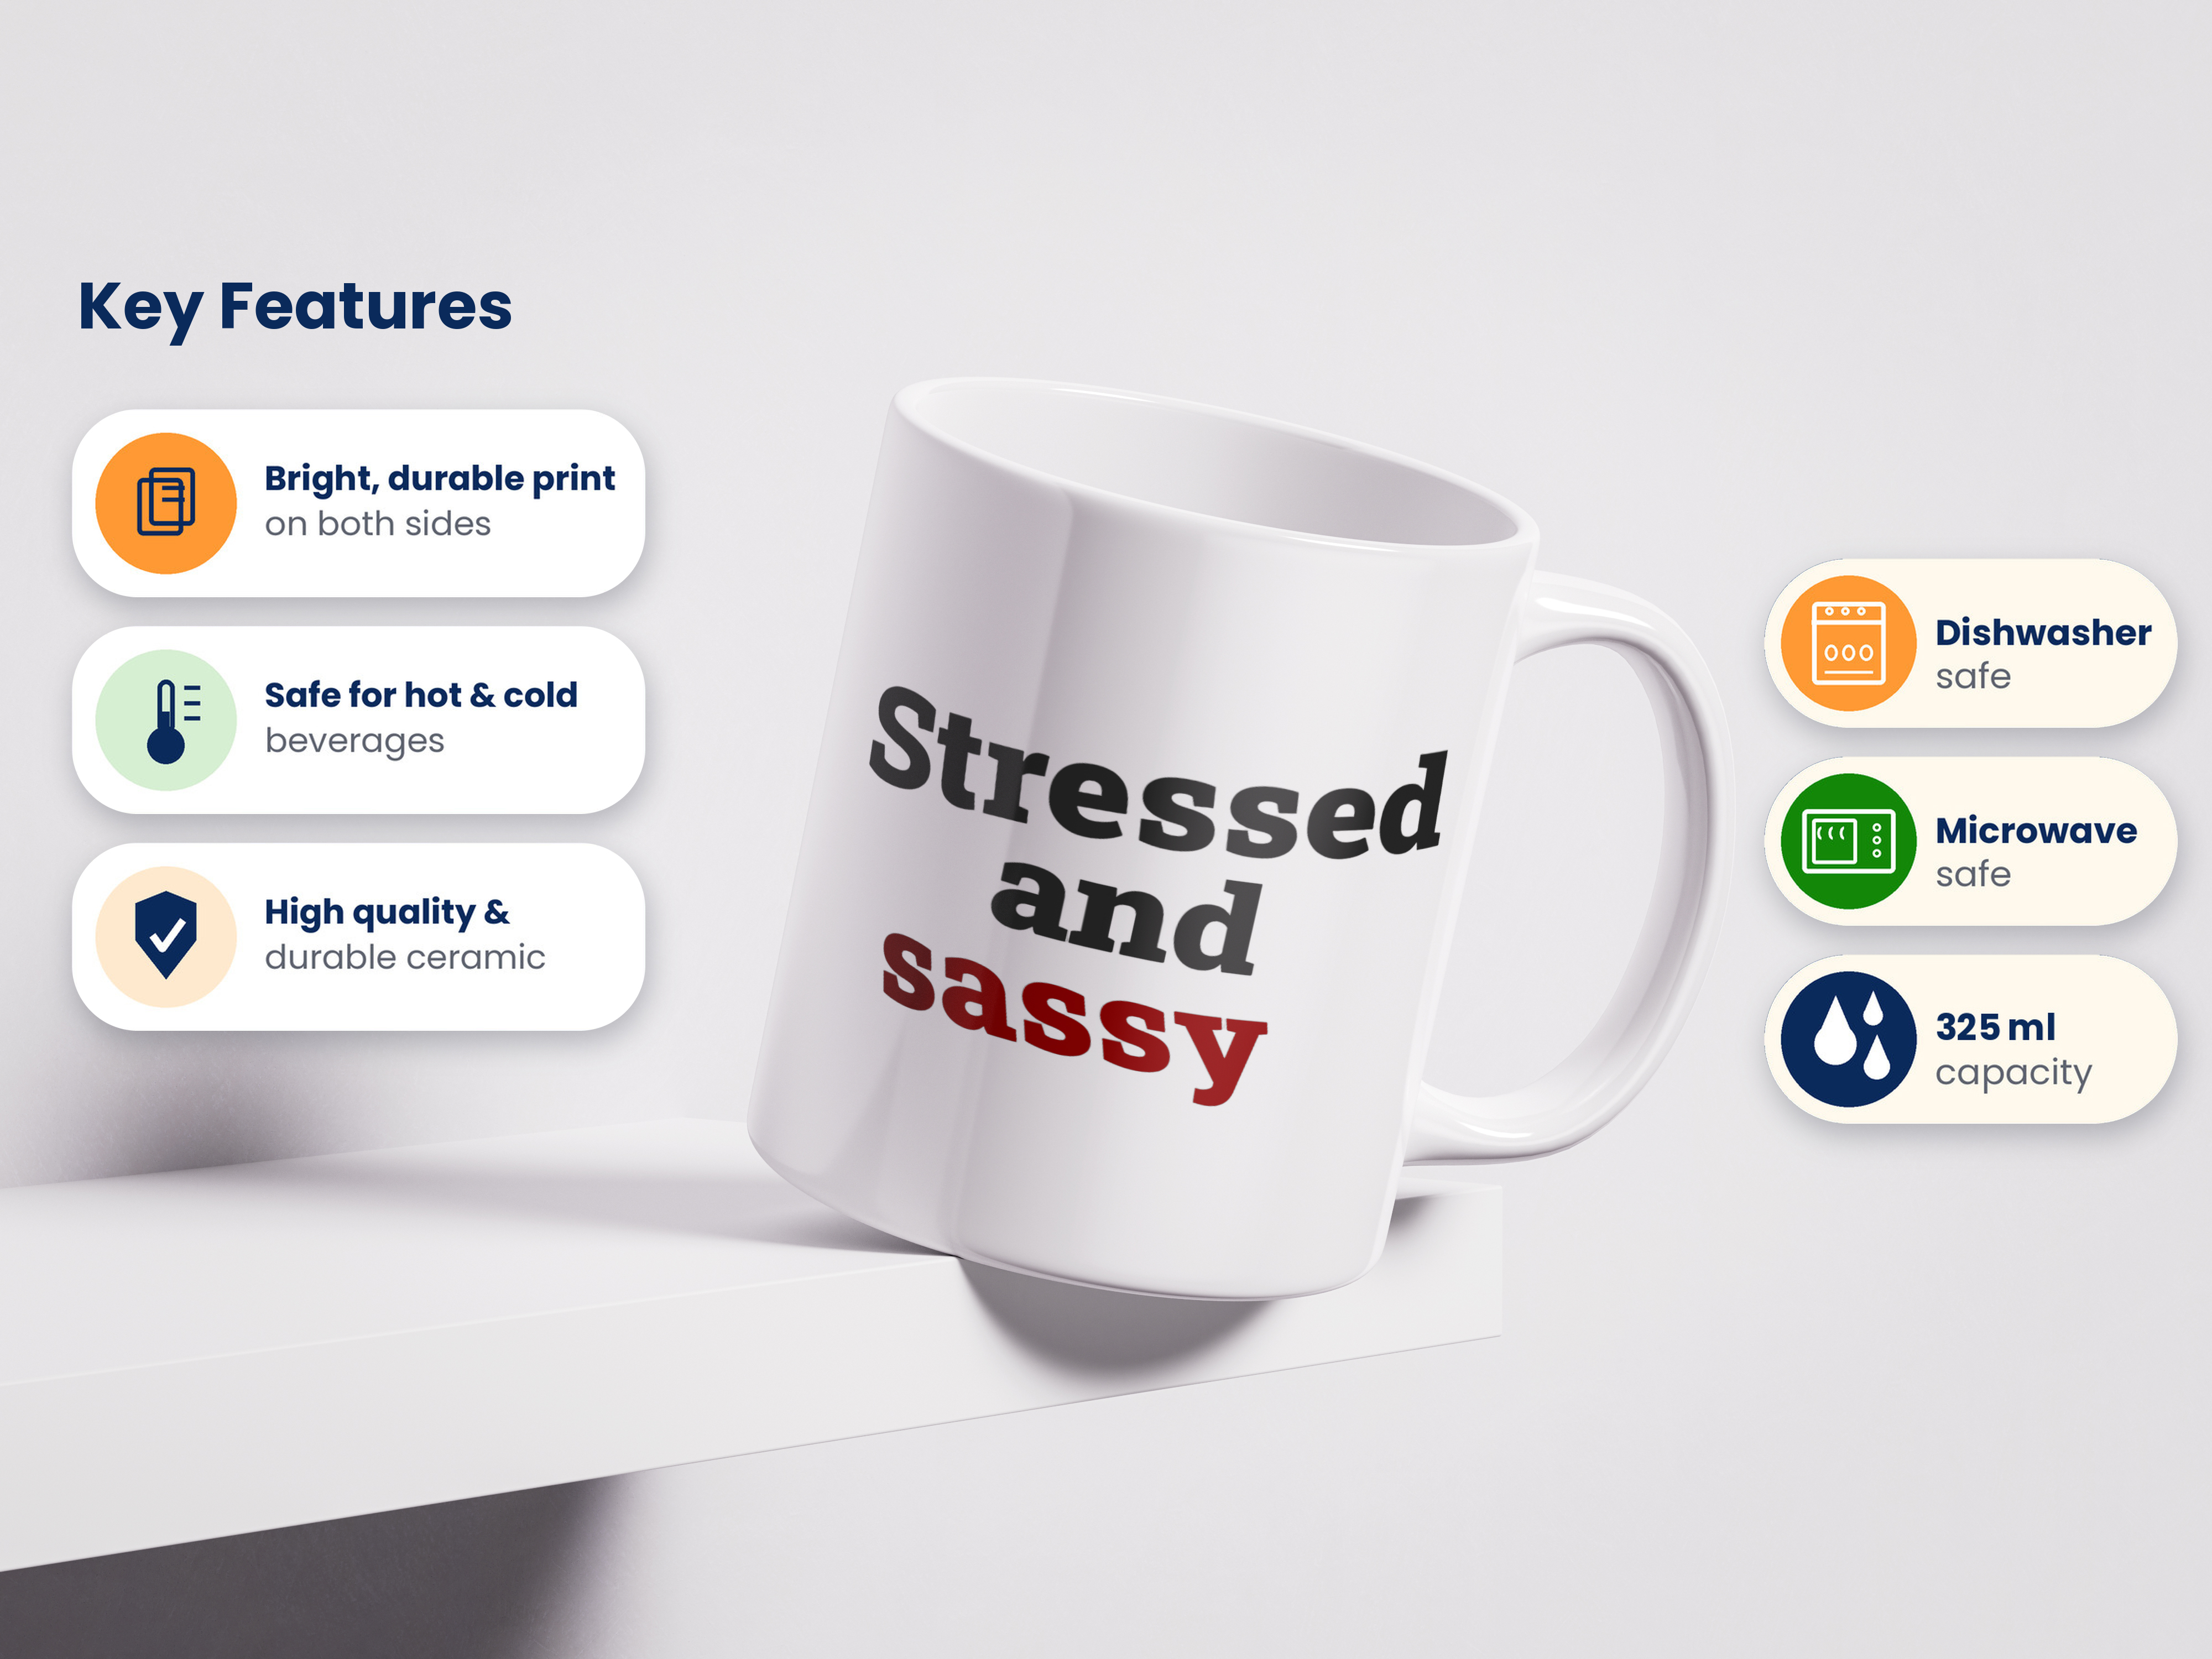 Key Features
Bright, durable print
on both sides
Safe for hot & cold
beverages
High quality &
durable ceramic
Stressed
and
sassy
Dishwasher
safe
Microwave
safe
325 ml
capacity